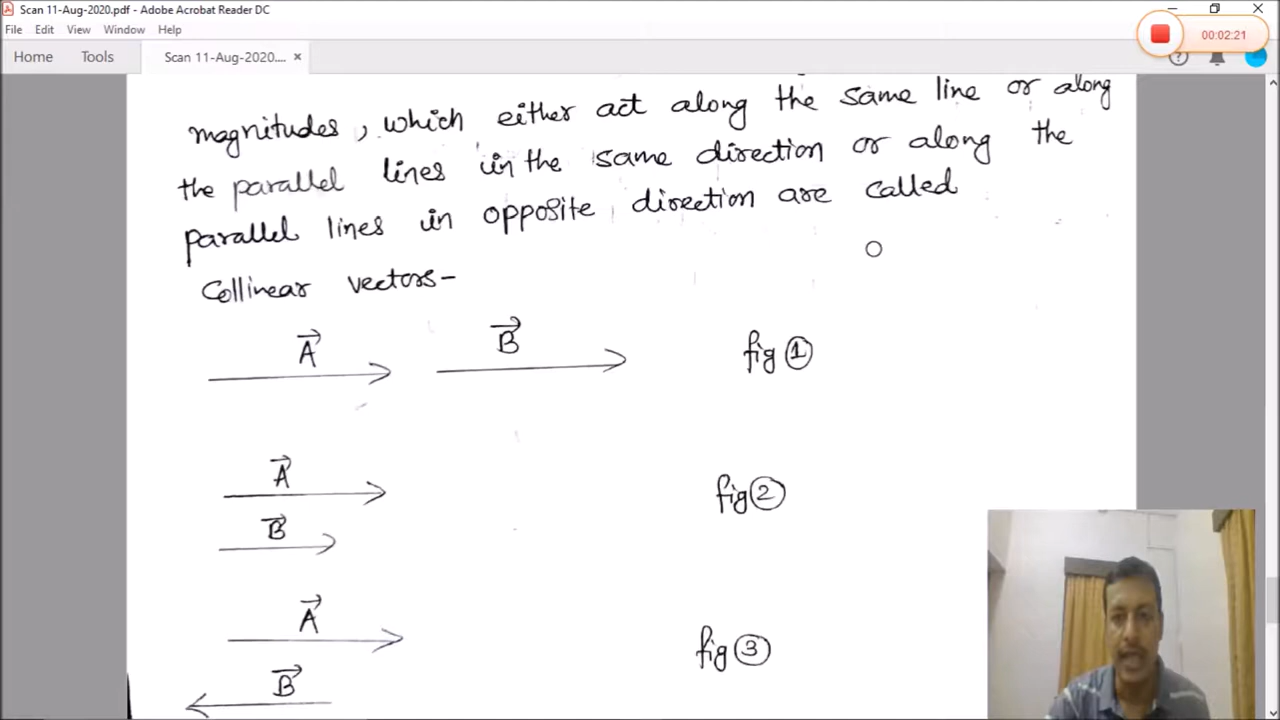 Scan 11-Aug-2020.pdf - Adobe Acrobat Reader DC
File Edit View Window Help
Home Tools Scan 11-Aug-2020.... ×
00:02:21
magnitudes, which either act along the same line or along
the parallel lines in the same direction or along the
parallel lines in opposite direction are called
Collinear vectors-
A B fig 1
A
B fig 2
A
B fig 3